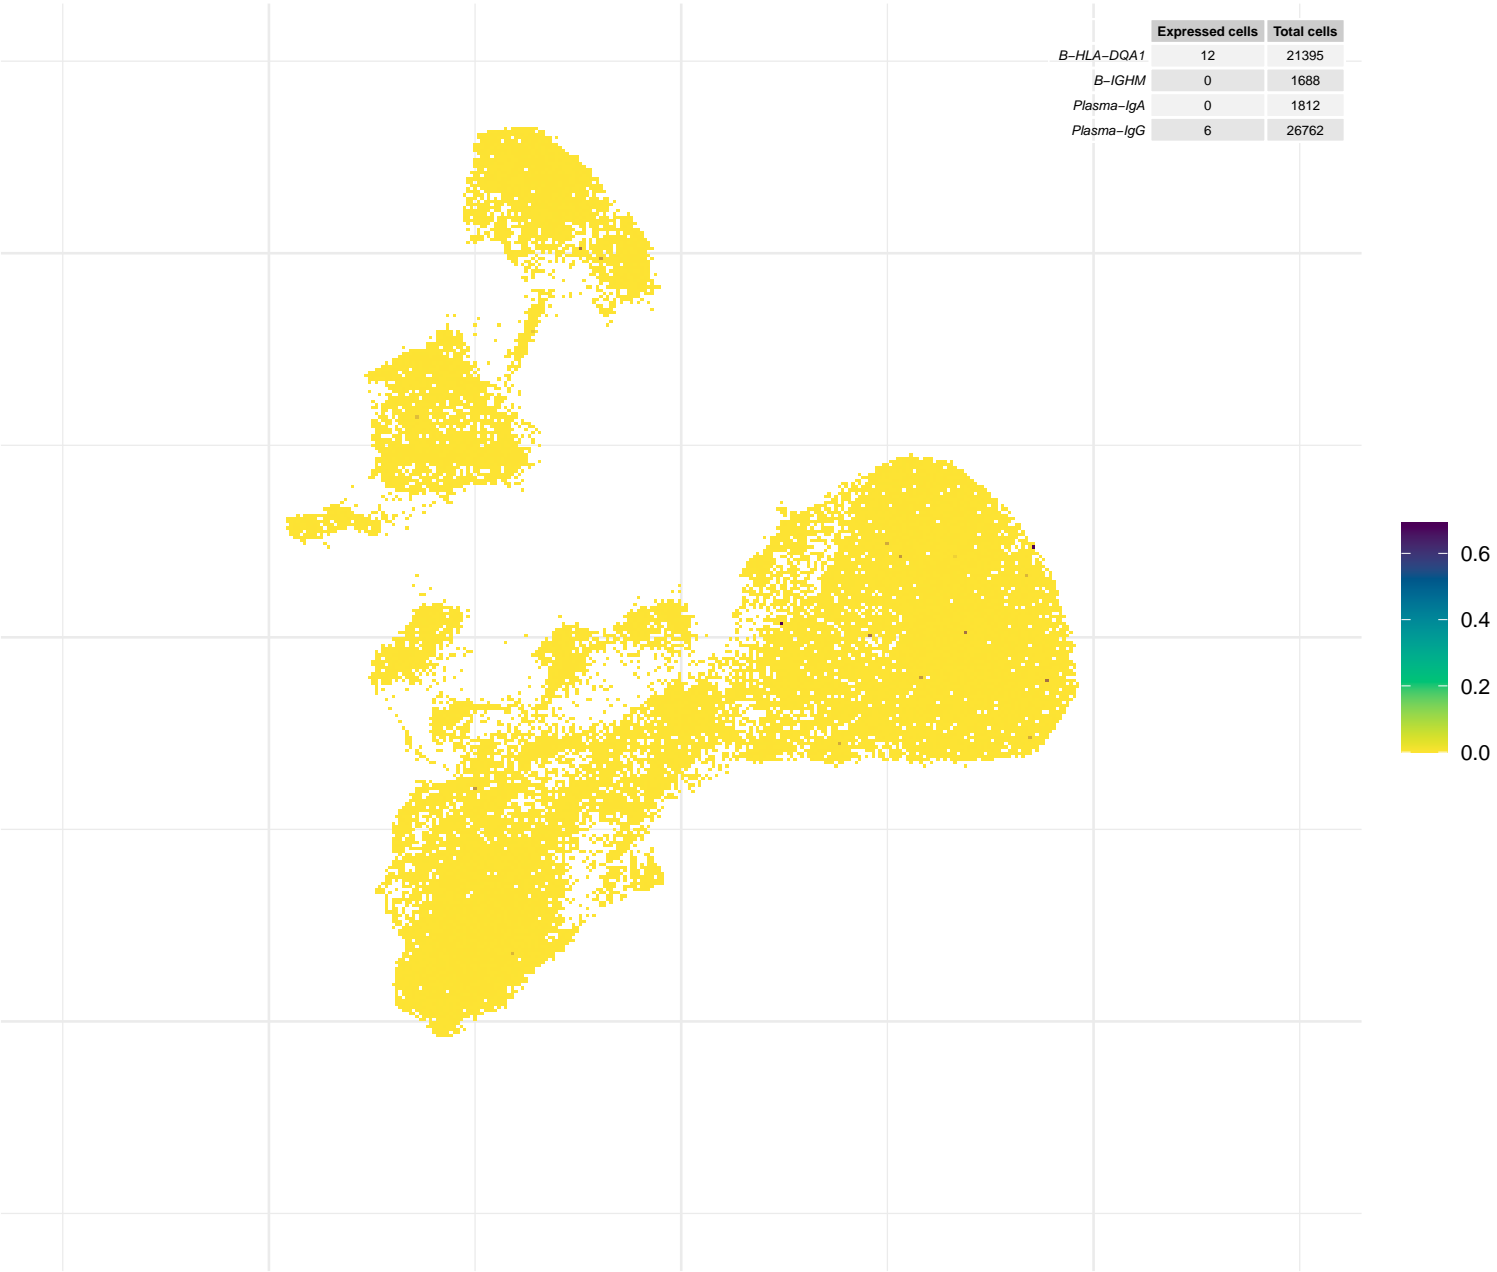 Expressed cells Total cells
B−HLA−DQA1 12 21395
B−IGHM 0 1688
Plasma−IgA 0 1812
Plasma−IgG 6 26762
0.6
0.4
0.2
0.0